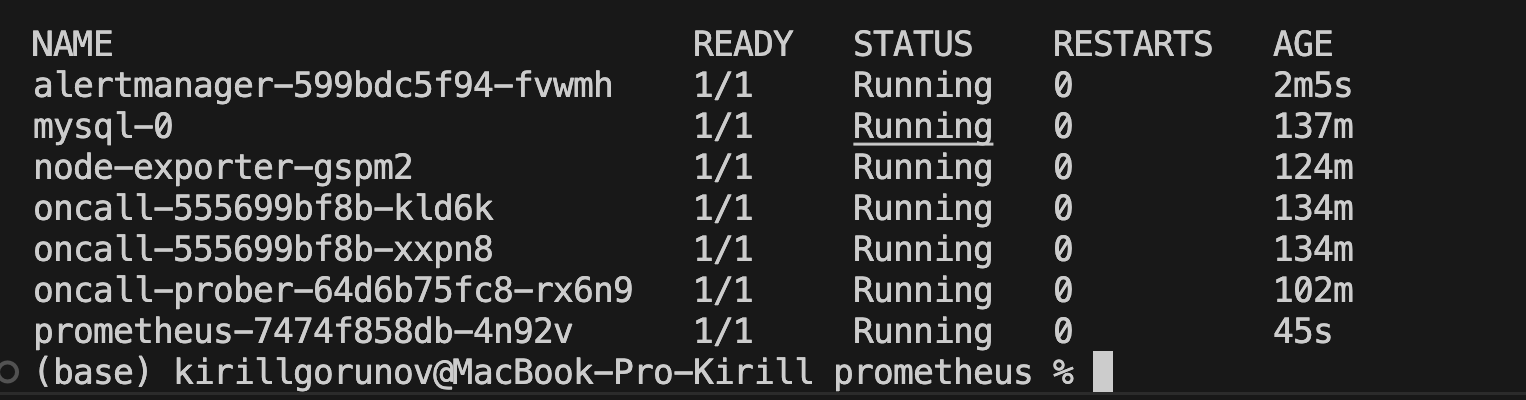 NAME READY STATUS RESTARTS AGE
alertmanager-599bdc5f94-fvwmh 1/1 Running 0 2m5s
mysql-0 1/1 Running 0 137m
node-exporter-gspm2 1/1 Running 0 124m
oncall-555699bf8b-kld6k 1/1 Running 0 134m
oncall-555699bf8b-xxpn8 1/1 Running 0 134m
oncall-prober-64d6b75fc8-rx6n9 1/1 Running 0 102m
prometheus-7474f858db-4n92v 1/1 Running 0 45s
(base) kirillgorunov@MacBook-Pro-Kirill prometheus %